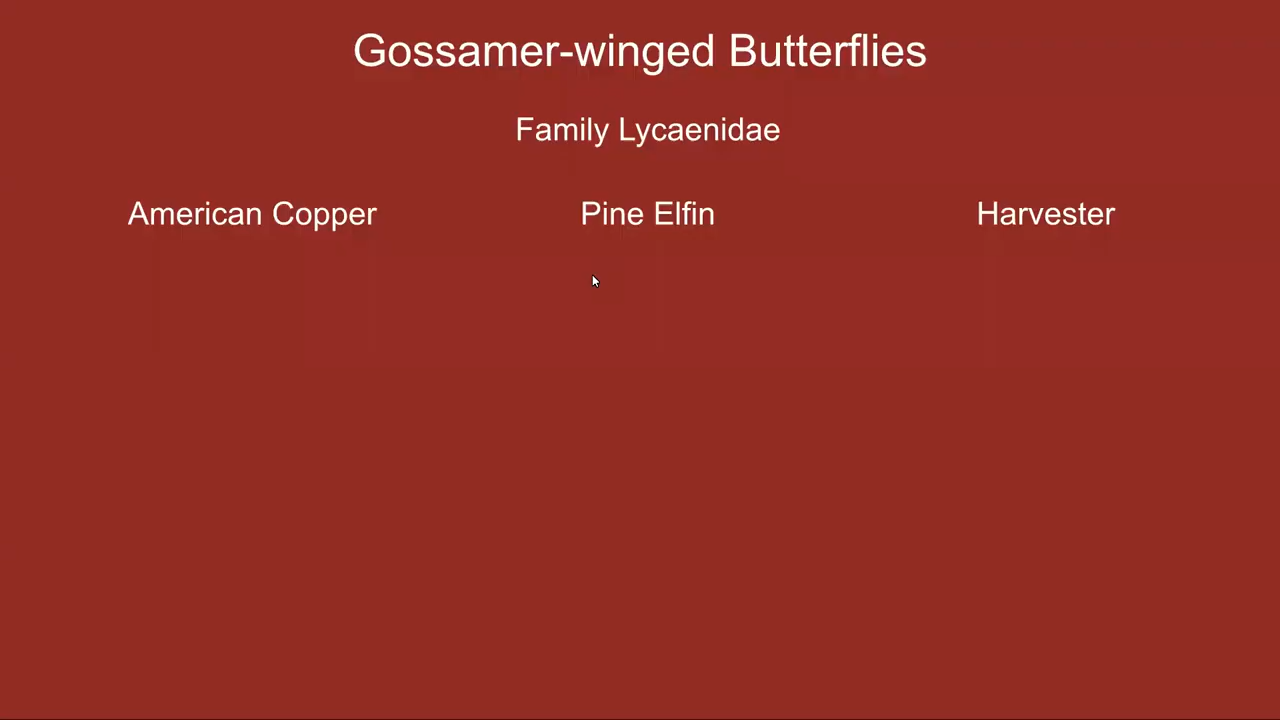 Gossamer-winged Butterflies
Family Lycaenidae
American Copper Pine Elfin Harvester